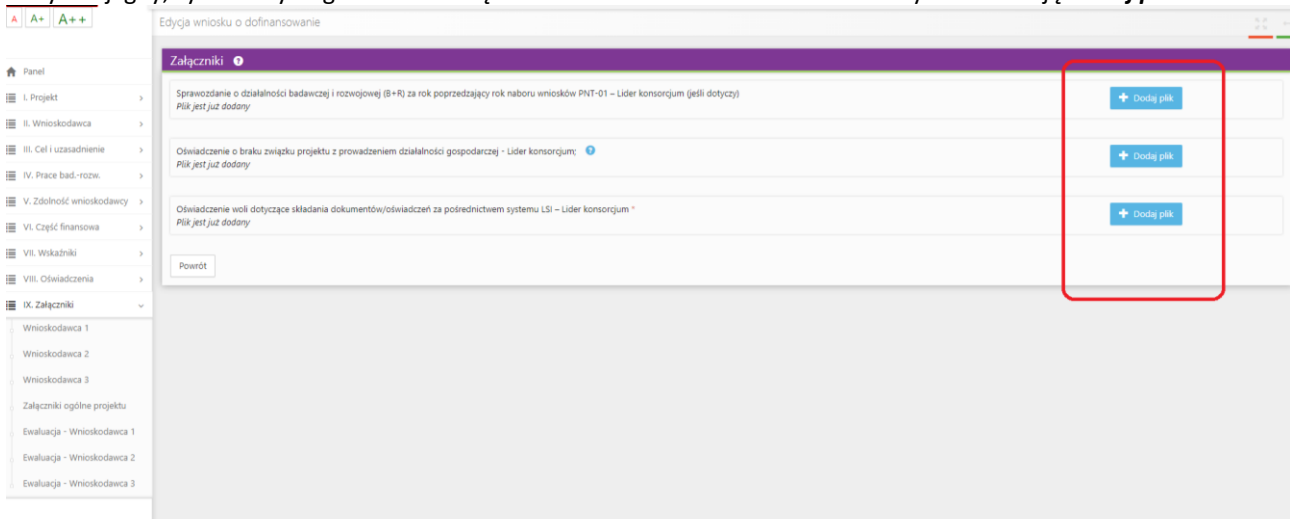 A A+ A++
Edycja wniosku o dofinansowanie
Załączniki
Panel
I. Projekt
II. Wnioskodawca
III. Cel i uzasadnienie
IV. Prace bad.-rozw.
V. Zdolność wnioskodawcy
VI. Część finansowa
VII. Wskaźniki
VIII. Oświadczenia
IX. Załączniki
Wnioskodawca 1
Wnioskodawca 2
Wnioskodawca 3
Załączniki ogólne projektu
Ewaluacja - Wnioskodawca 1
Ewaluacja - Wnioskodawca 2
Ewaluacja - Wnioskodawca 3
Sprawozdanie o działalności badawczej i rozwojowej (B+R) za rok poprzedzający rok naboru wniosków PNT-01 – Lider konsorcjum (jeśli dotyczy)
Plik jest już dodany
+ Dodaj plik
Oświadczenie o braku związku projektu z prowadzeniem działalności gospodarczej - Lider konsorcjum;
Plik jest już dodany
+ Dodaj plik
Oświadczenie woli dotyczące składania dokumentów/oświadczeń za pośrednictwem systemu LSI – Lider konsorcjum *
Plik jest już dodany
+ Dodaj plik
Powrót